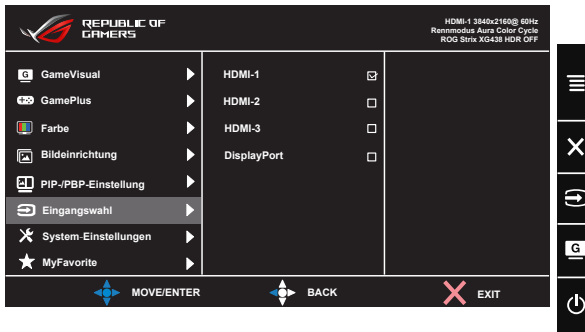 REPUBLIC OF
GAMERS
HDMI-1 3840x2160@ 60Hz
Rennmodus Aura Color Cycle
ROG Strix XG438 HDR OFF
G GameVisual
GamePlus
Farbe
Bildeinrichtung
PIP-/PBP-Einstellung
Eingangswahl
System-Einstellungen
MyFavorite
HDMI-1
HDMI-2
HDMI-3
DisplayPort
G
MOVE/ENTER
BACK
EXIT